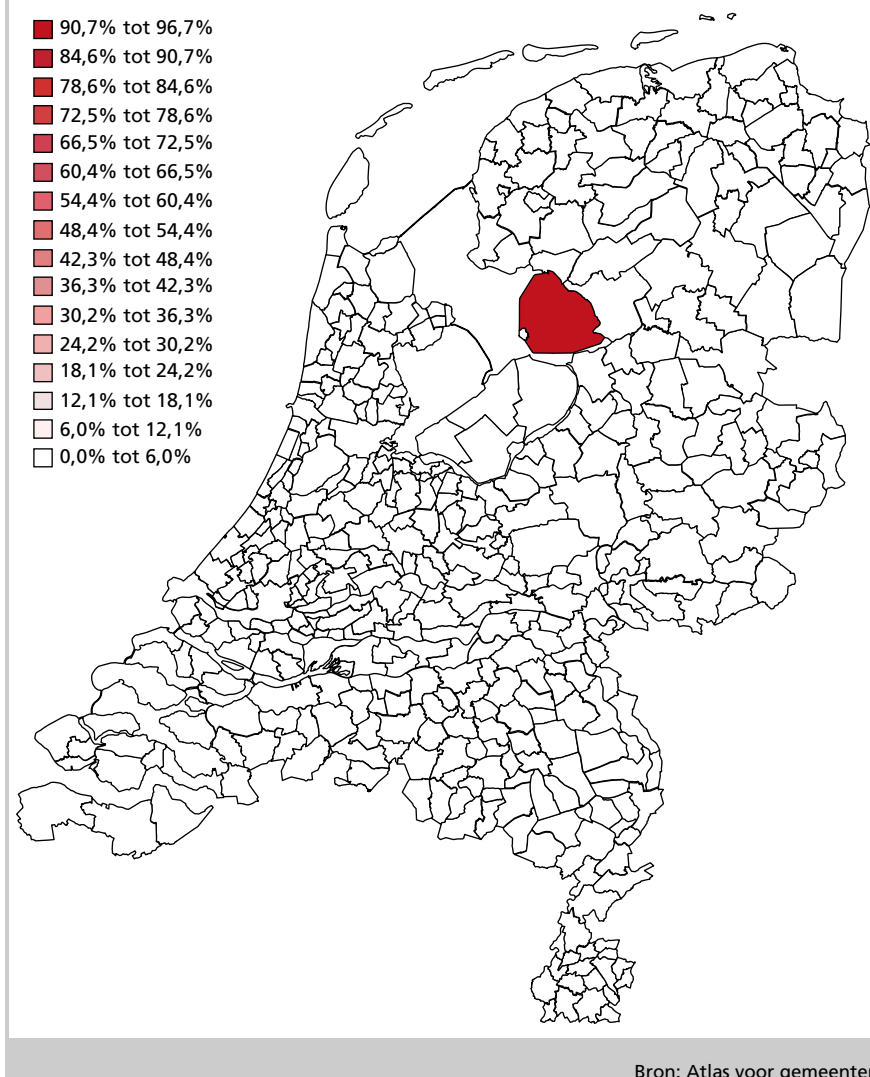 90,7% tot 96,7%
84,6% tot 90,7%
78,6% tot 84,6%
72,5% tot 78,6%
66,5% tot 72,5%
60,4% tot 66,5%
54,4% tot 60,4%
48,4% tot 54,4%
42,3% tot 48,4%
36,3% tot 42,3%
30,2% tot 36,3%
24,2% tot 30,2%
18,1% tot 24,2%
12,1% tot 18,1%
6,0% tot 12,1%
0,0% tot 6,0%
Bron: Atlas voor gemeenten